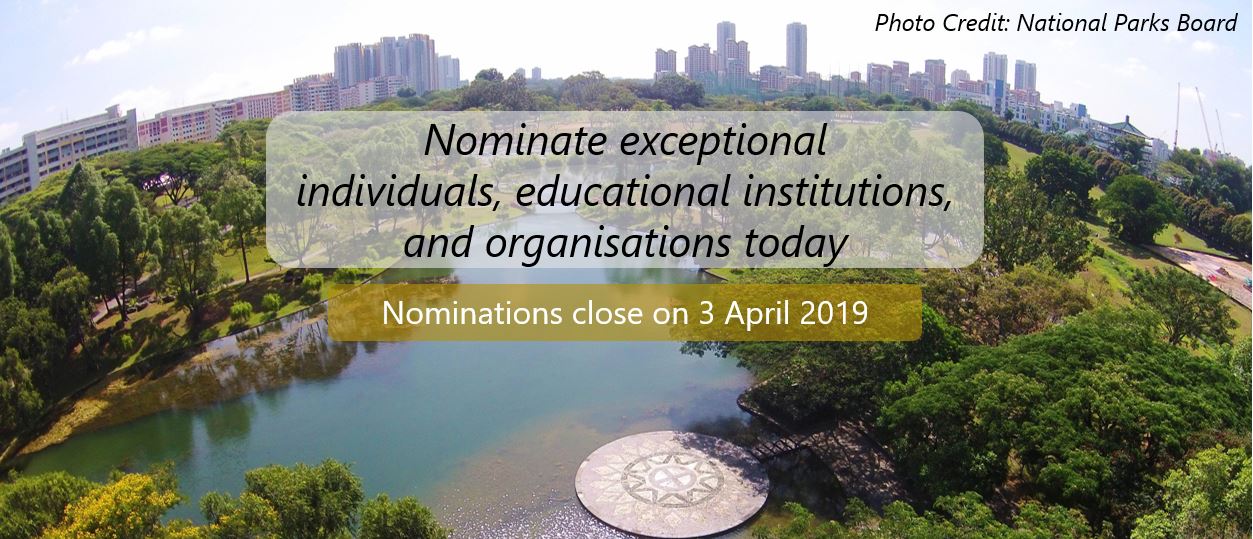 Photo Credit: National Parks Board
Nominate exceptional
individuals, educational institutions,
and organisations today
Nominations close on 3 April 2019